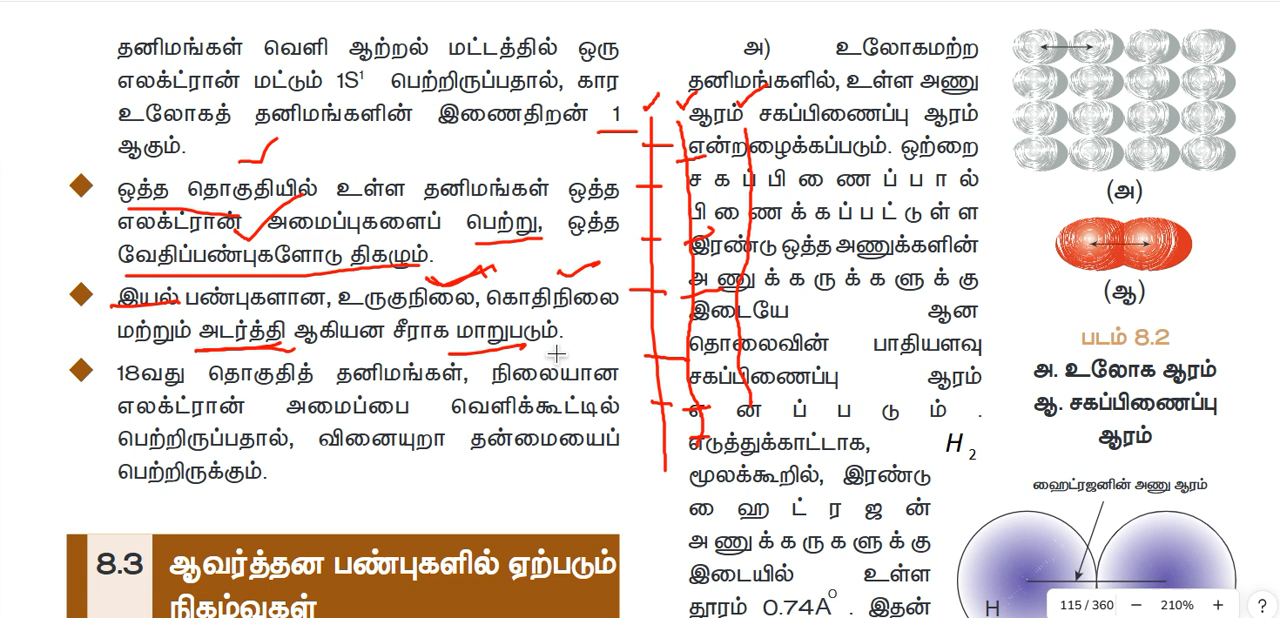 தனிமங்கள் வெளி ஆற்றல் மட்டத்தில் ஒரு
எலக்ட்ரான் மட்டும் 1S¹ பெற்றிருப்பதால், கார
உலோகத் தனிமங்களின் இணைதிறன் 1
ஆகும்.
ஒத்த தொகுதியில் உள்ள தனிமங்கள் ஒத்த
எலக்ட்ரான் அமைப்புகளைப் பெற்று, ஒத்த
வேதிப்பண்புகளோடு திகழும்.
இயல் பண்புகளான, உருகுநிலை, கொதிநிலை
மற்றும் அடர்த்தி ஆகியன சீராக மாறுபடும்.
18வது தொகுதித் தனிமங்கள், நிலையான
எலக்ட்ரான் அமைப்பை வெளிக்கூட்டில்
பெற்றிருப்பதால், வினையுறா தன்மையைப்
பெற்றிருக்கும்.
8.3 ஆவர்த்தன பண்புகளில் ஏற்படும்
நிகழ்வுகள்
அ) உலோகமற்ற
தனிமங்களில், உள்ள அணு
ஆரம் சகப்பிணைப்பு ஆரம்
என்றழைக்கப்படும். ஒற்றை
சகப்பிணைப்பால்
பிணைக்கப்பட்டுள்ள
இரண்டு ஒத்த அணுக்களின்
அணுக்கருக்களுக்கு
இடையே ஆன
தொலைவின் பாதியளவு
சகப்பிணைப்பு ஆரம்
எனப்படும்.
எடுத்துக்காட்டாக, H₂
மூலக்கூறில், இரண்டு
ஹைட்ரஜன்
அணுக்கருகளுக்கு
இடையில் உள்ள
தூரம் 0.74A⁰. இதன்
(அ)
(ஆ)
படம் 8.2
அ. உலோக ஆரம்
ஆ. சகப்பிணைப்பு
ஆரம்
ஹைட்ரஜனின் அணு ஆரம்
H
115 / 360 − 210% + ?